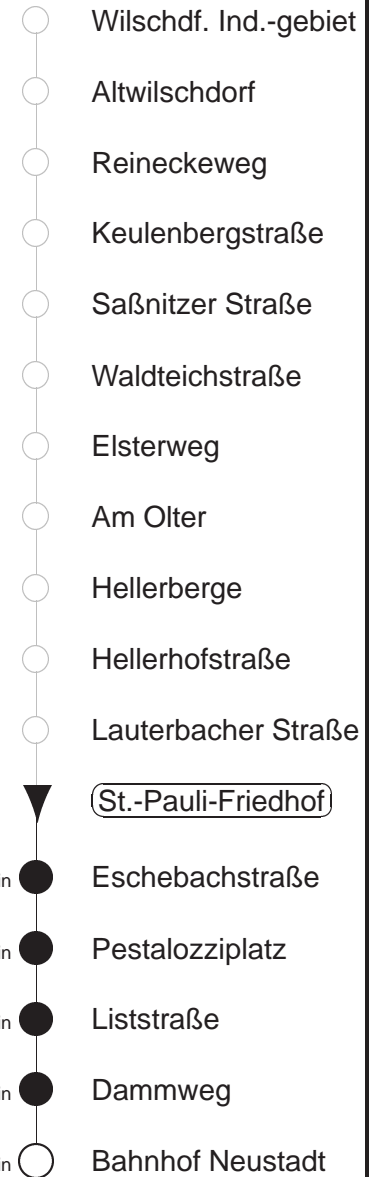 Wilschdf. Ind.-gebiet
Altwilschdorf
Reineckeweg
Keulenbergstraße
Saßnitzer Straße
Waldteichstraße
Elsterweg
Am Olter
Hellerberge
Hellerhofstraße
Lauterbacher Straße
St.-Pauli-Friedhof
Eschebachstraße
Pestalozziplatz
Liststraße
Dammweg
Bahnhof Neustadt